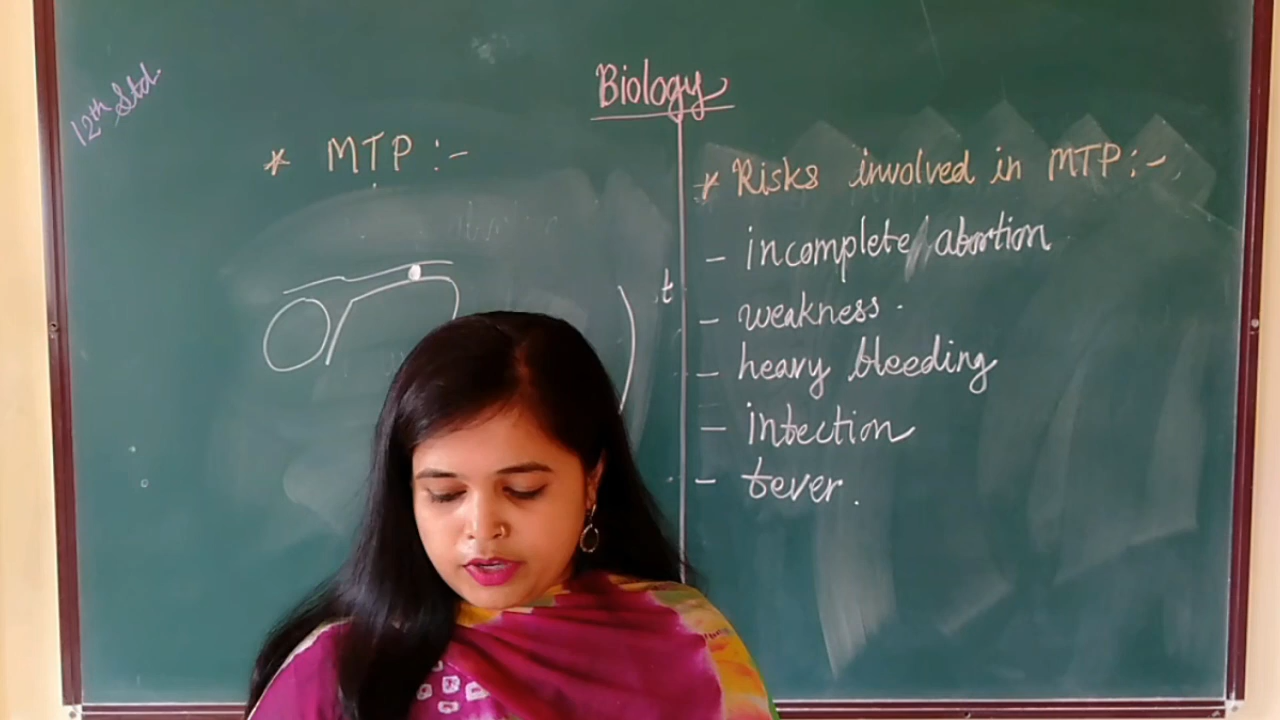 12th Std.
Biology
* MTP :-
* Risks involved in MTP :-
- incomplete abortion
- weakness.
- heavy bleeding
- infection
- fever.
t